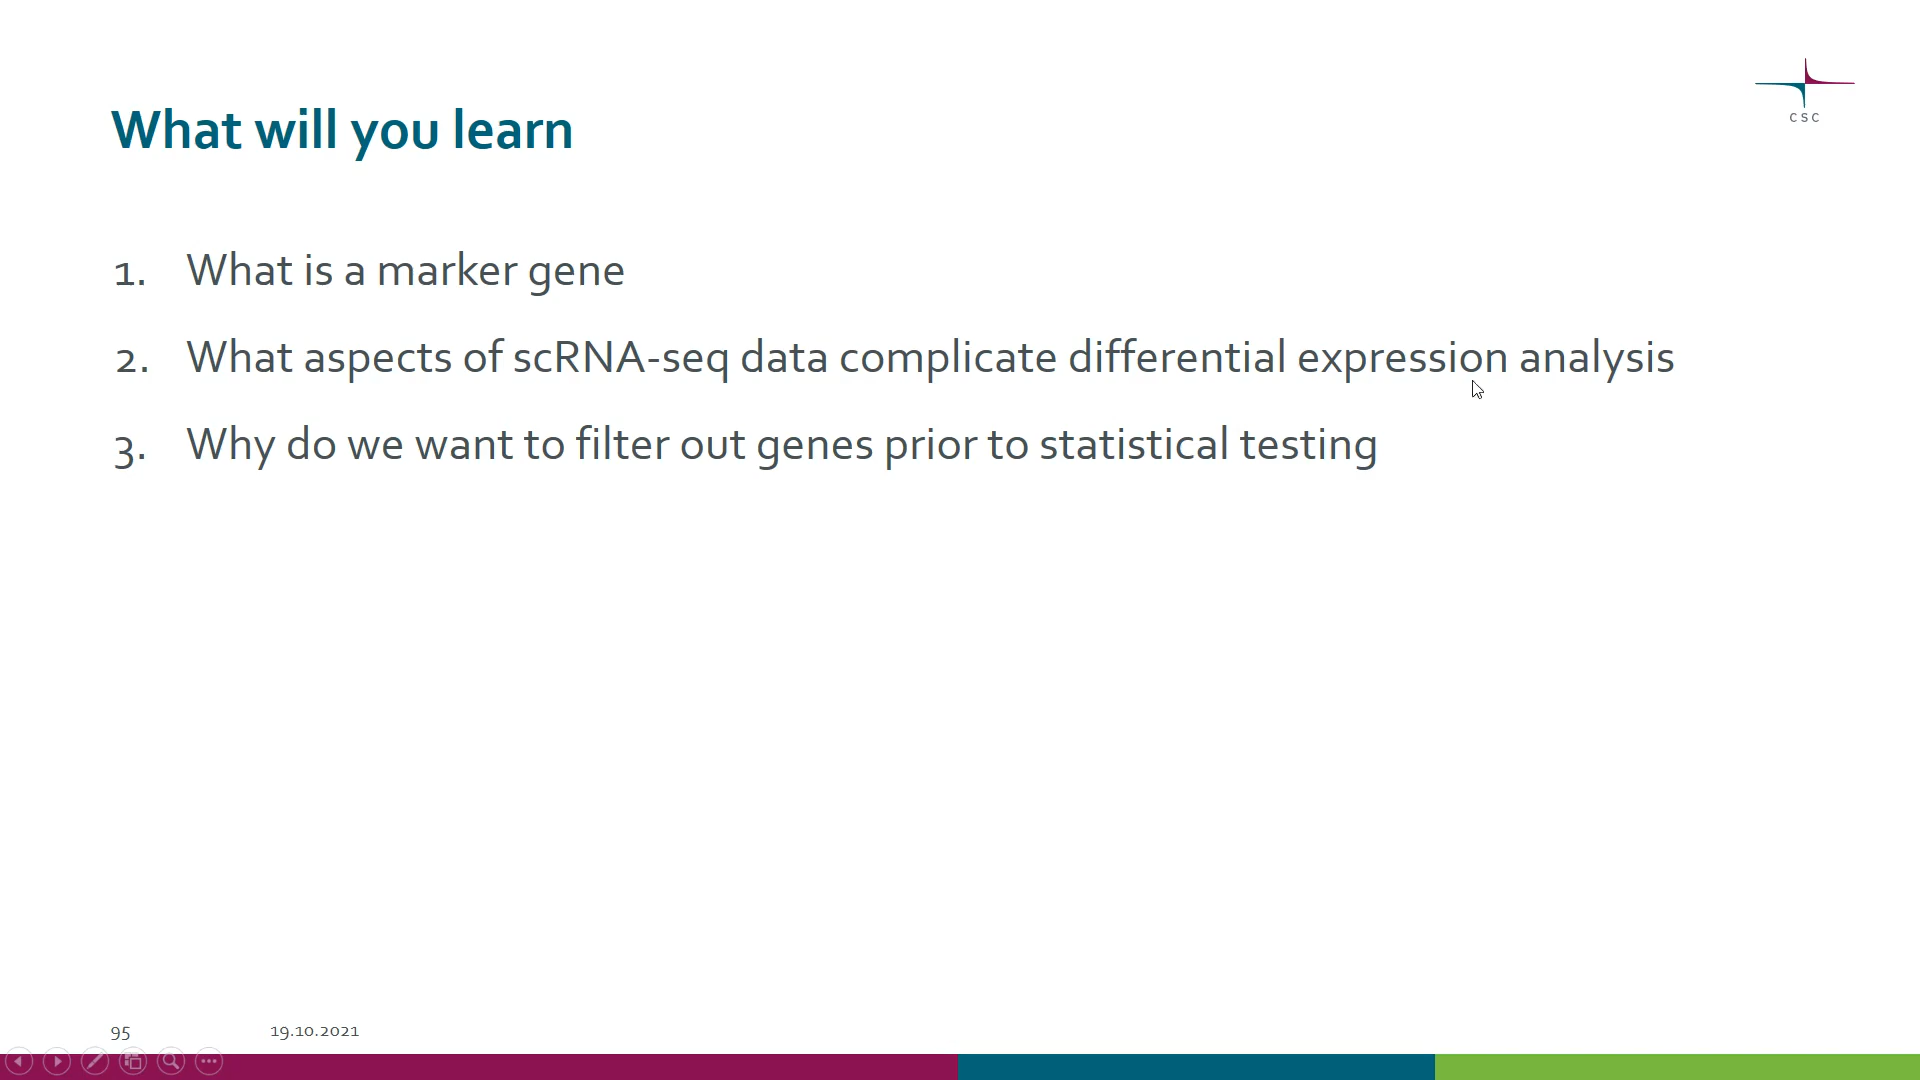 CSC
What will you learn
1. What is a marker gene
2. What aspects of scRNA-seq data complicate differential expression analysis
3. Why do we want to filter out genes prior to statistical testing
95 19.10.2021